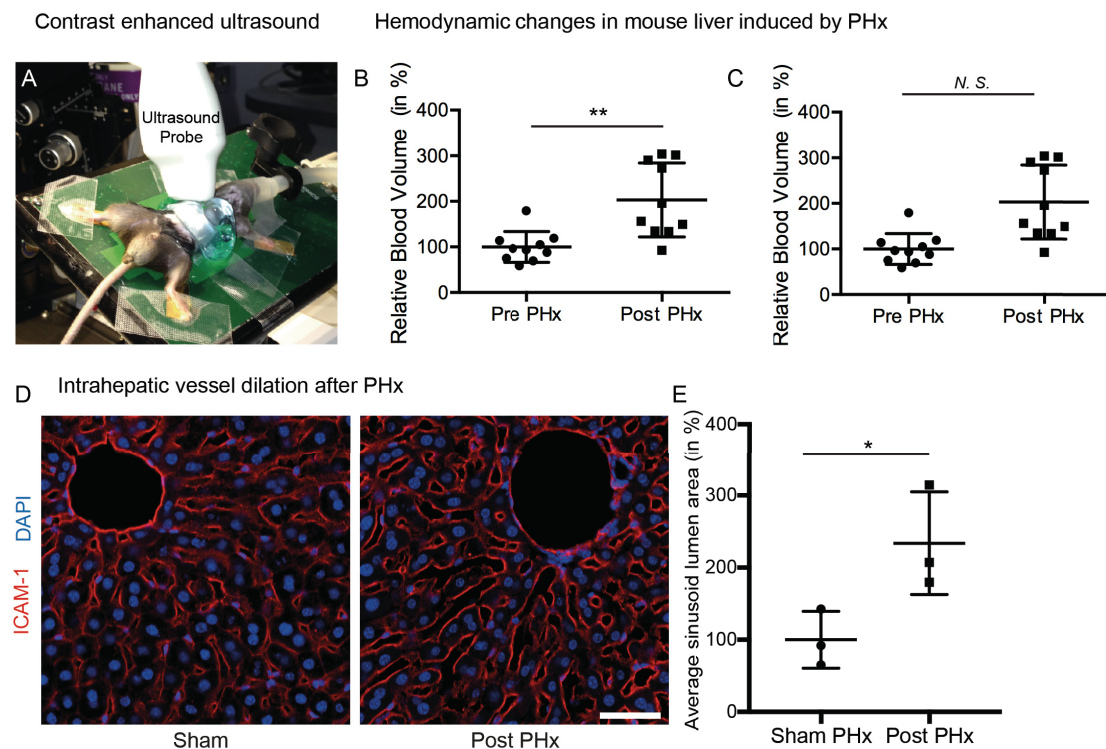 Contrast enhanced ultrasound
Hemodynamic changes in mouse liver induced by PHx
A
ONLY
ANE
ONLY
Ultrasound
Probe
B
Relative Blood Volume (in %)
400
300
200
100
0
**
Pre PHx
Post PHx
C
Relative Blood Volume (in %)
400
300
200
100
0
N. S.
Pre PHx
Post PHx
D
Intrahepatic vessel dilation after PHx
ICAM-1 DAPI
Sham
Post PHx
E
Average sinusoid lumen area (in %)
400
300
200
100
0
*
Sham PHx
Post PHx